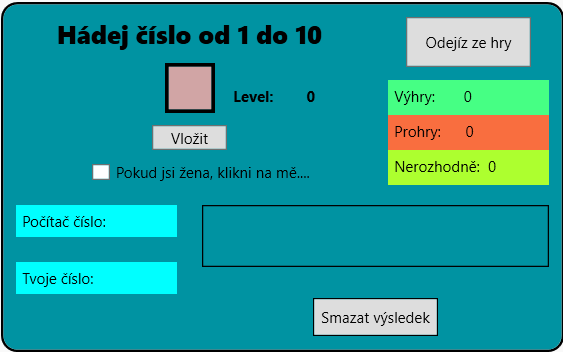 Hádej číslo od 1 do 10
Odejíz ze hry
Level: 0
Výhry: 0
Prohry: 0
Nerozhodně: 0
Vložit
Pokud jsi žena, klikni na mě....
Počítač číslo:
Tvoje číslo:
Smazat výsledek